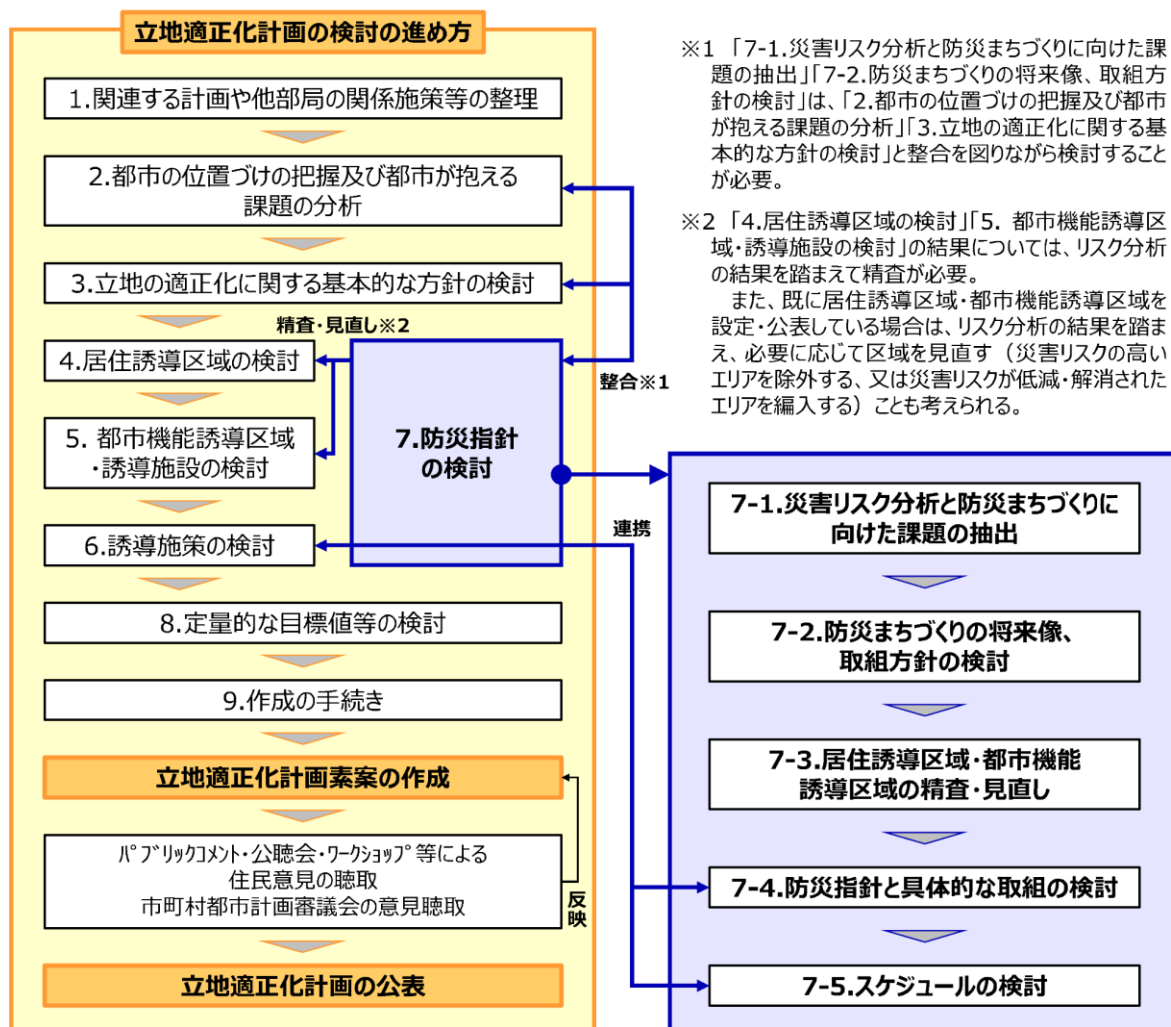 立地適正化計画の検討の進め方
1.関連する計画や他部局の関係施策等の整理
2.都市の位置づけの把握及び都市が抱える
課題の分析
3.立地の適正化に関する基本的な方針の検討
精査・見直し※2
4.居住誘導区域の検討
5. 都市機能誘導区域
・誘導施設の検討
6.誘導施策の検討
7.防災指針
の検討
整合※1
連携
8.定量的な目標値等の検討
9.作成の手続き
立地適正化計画素案の作成
ﾊﾟﾌﾞﾘｯｸｺﾒﾝﾄ・公聴会・ﾜｰｸｼｮｯﾌﾟ等による
住民意見の聴取
市町村都市計画審議会の意見聴取
反映
立地適正化計画の公表
※1 「7-1.災害リスク分析と防災まちづくりに向けた課
題の抽出」「7-2.防災まちづくりの将来像、取組方
針の検討」は、「2.都市の位置づけの把握及び都市
が抱える課題の分析」「3.立地の適正化に関する基
本的な方針の検討」と整合を図りながら検討すること
が必要。
※2 「4.居住誘導区域の検討」「5. 都市機能誘導区
域・誘導施設の検討」の結果については、リスク分析
の結果を踏まえて精査が必要。
また、既に居住誘導区域・都市機能誘導区域を
設定・公表している場合は、リスク分析の結果を踏ま
え、必要に応じて区域を見直す（災害リスクの高い
エリアを除外する、又は災害リスクが低減・解消された
エリアを編入する）ことも考えられる。
7-1.災害リスク分析と防災まちづくりに
向けた課題の抽出
7-2.防災まちづくりの将来像、
取組方針の検討
7-3.居住誘導区域・都市機能
誘導区域の精査・見直し
7-4.防災指針と具体的な取組の検討
7-5.スケジュールの検討